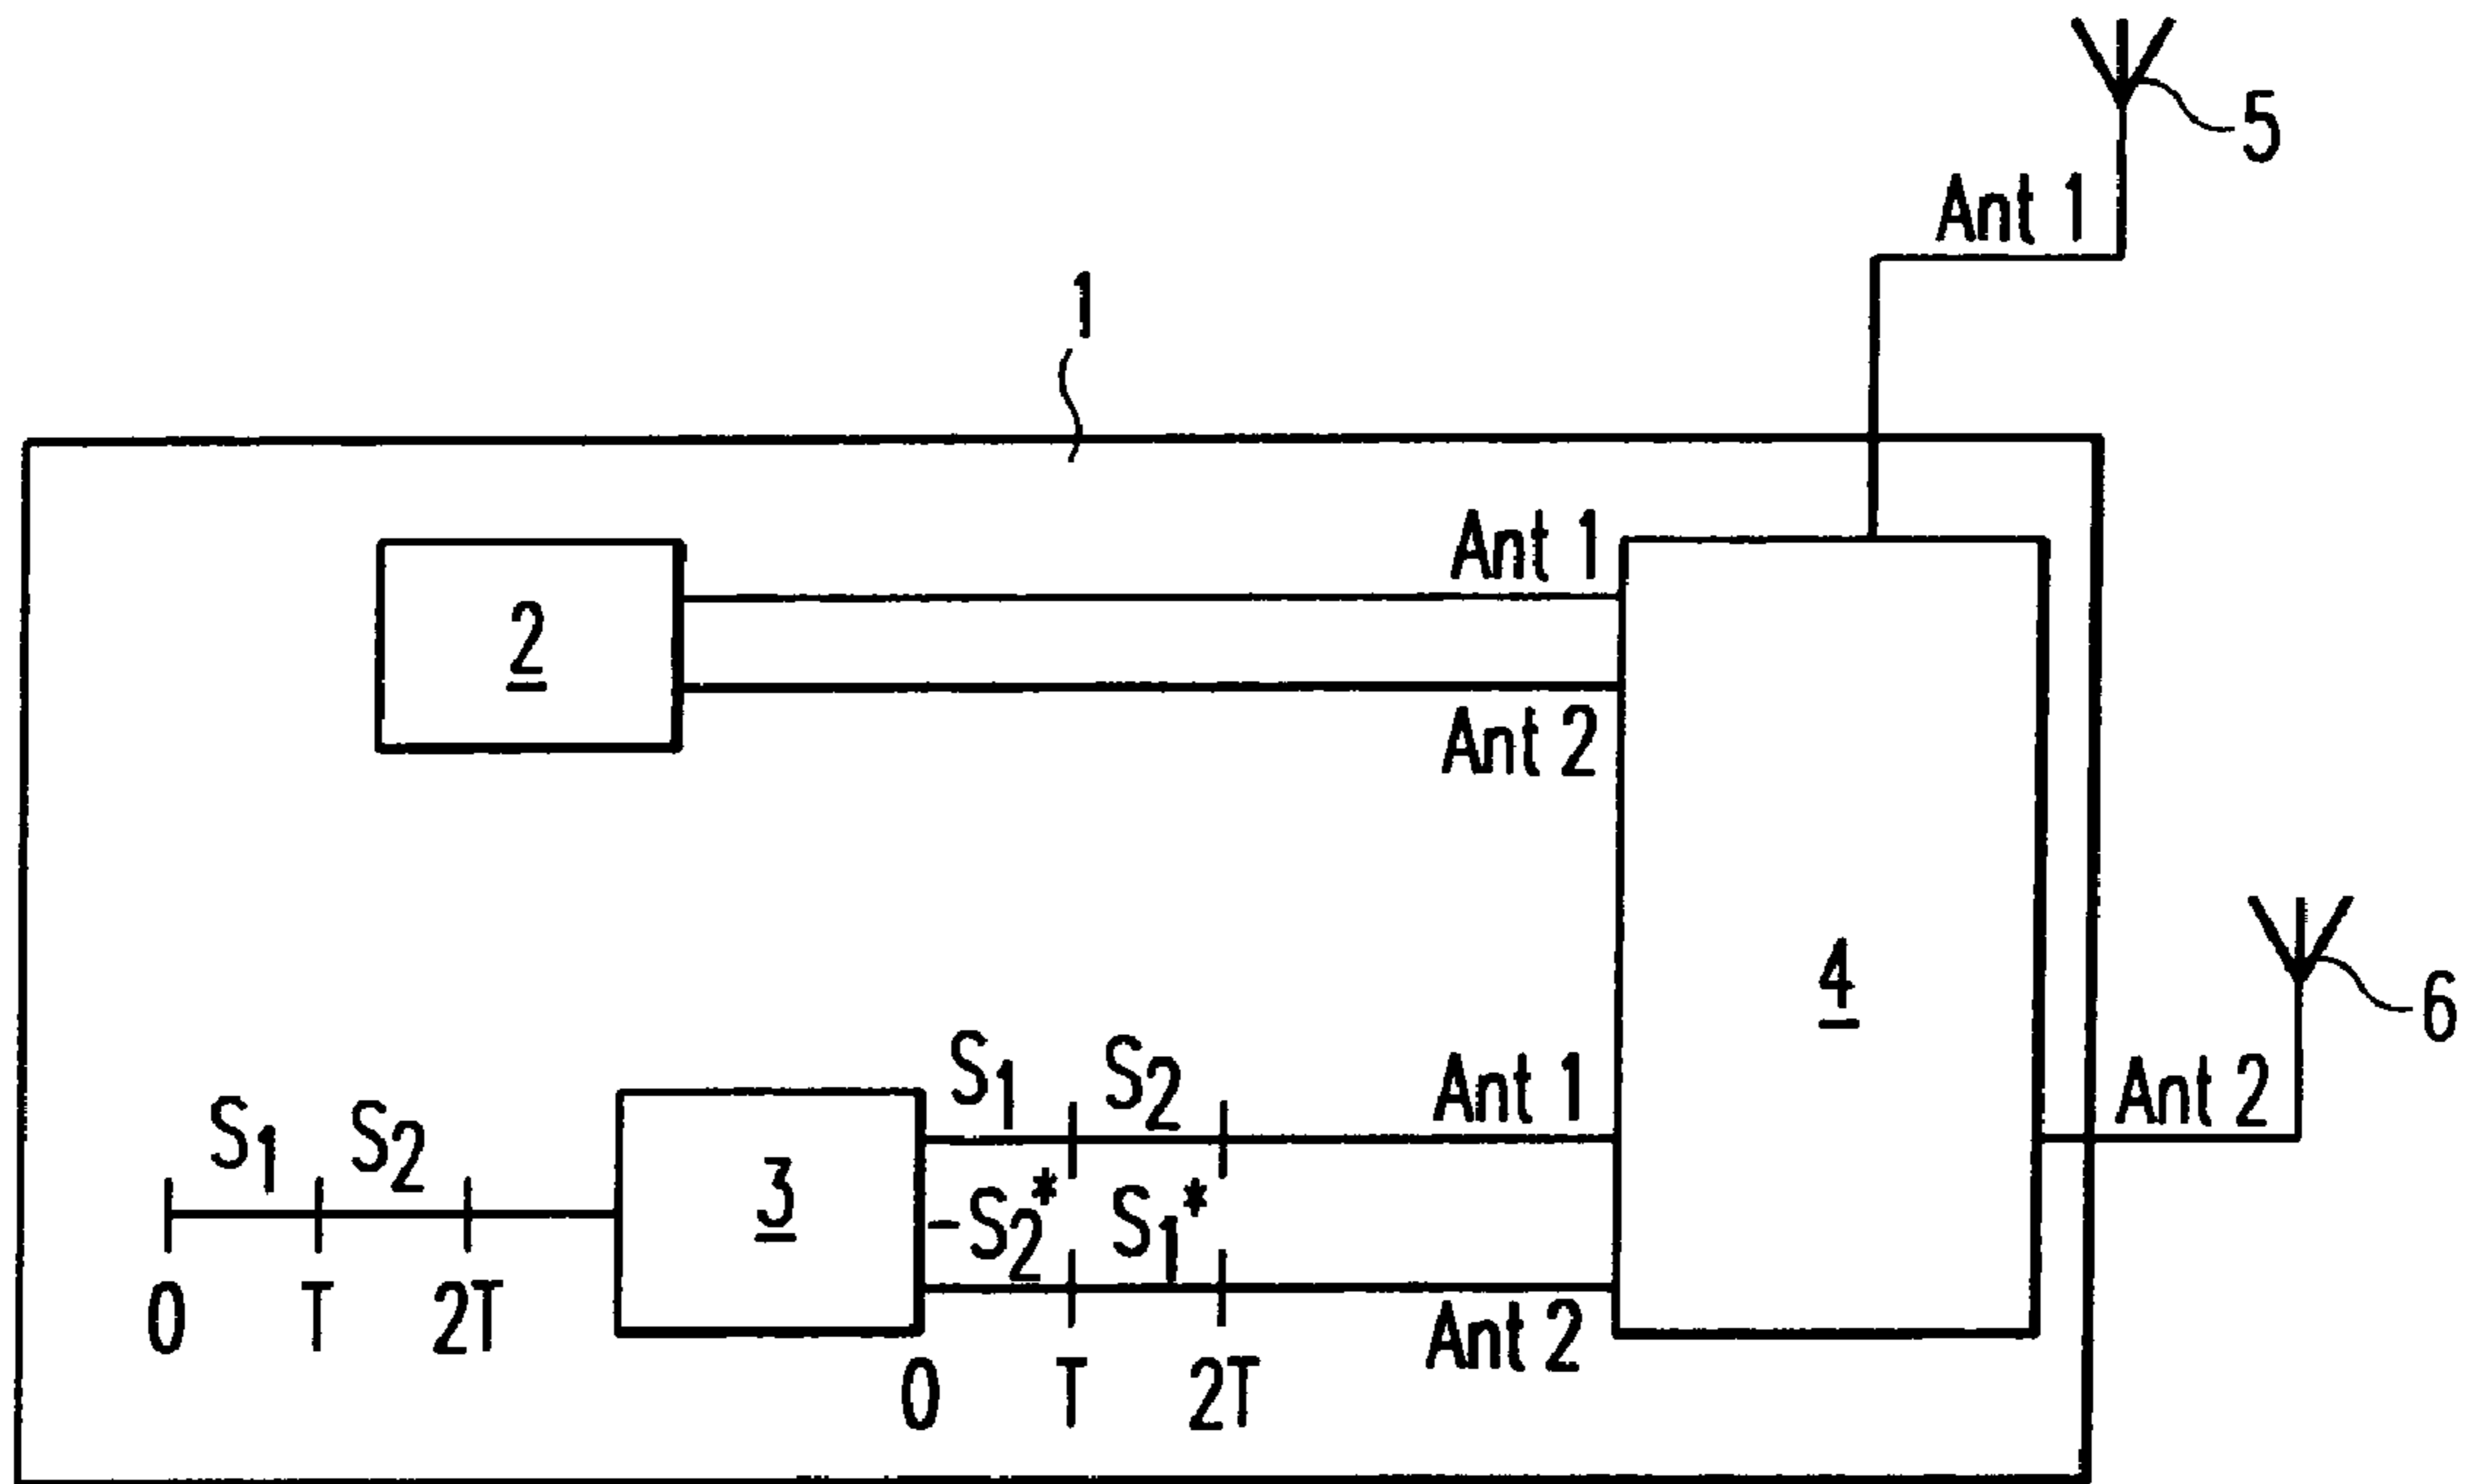 5
Ant 1
1
Ant 1
2
Ant 2
4
6
S₁ S₂ Ant 1
Ant 2
S₁ S₂
3
-S₂* S₁*
0 T 2T
Ant 2
0 T 2T